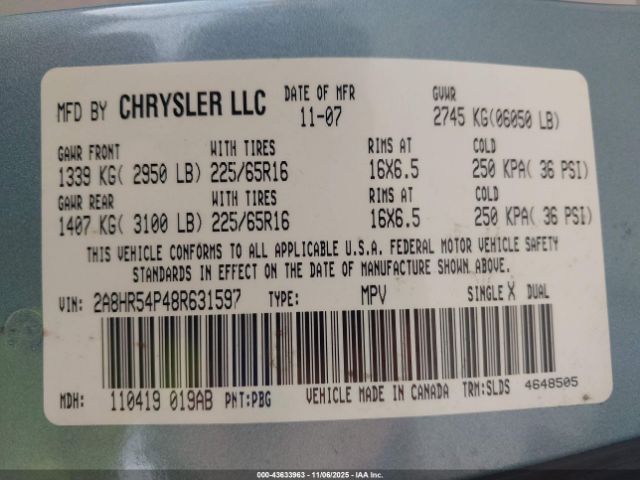 MFD BY CHRYSLER LLC DATE OF MFR GVWR
11-07 2745 KG(06050 LB)
GAWR FRONT WITH TIRES RIMS AT COLD
1339 KG( 2950 LB) 225/65R16 16X6.5 250 KPA( 36 PSI)
GAWR REAR WITH TIRES RIMS AT COLD
1407 KG( 3100 LB) 225/65R16 16X6.5 250 KPA( 36 PSI)
THIS VEHICLE CONFORMS TO ALL APPLICABLE U.S.A. FEDERAL MOTOR VEHICLE SAFETY
STANDARDS IN EFFECT ON THE DATE OF MANUFACTURE SHOWN ABOVE.
VIN: 2A8HR54P48R631597 TYPE: MPV SINGLE X DUAL
MDH: 110419 019AB PNT:PBG VEHICLE MADE IN CANADA TRM:SLDS 4648505
000-43633963 - 11/06/2025 - IAA Inc.